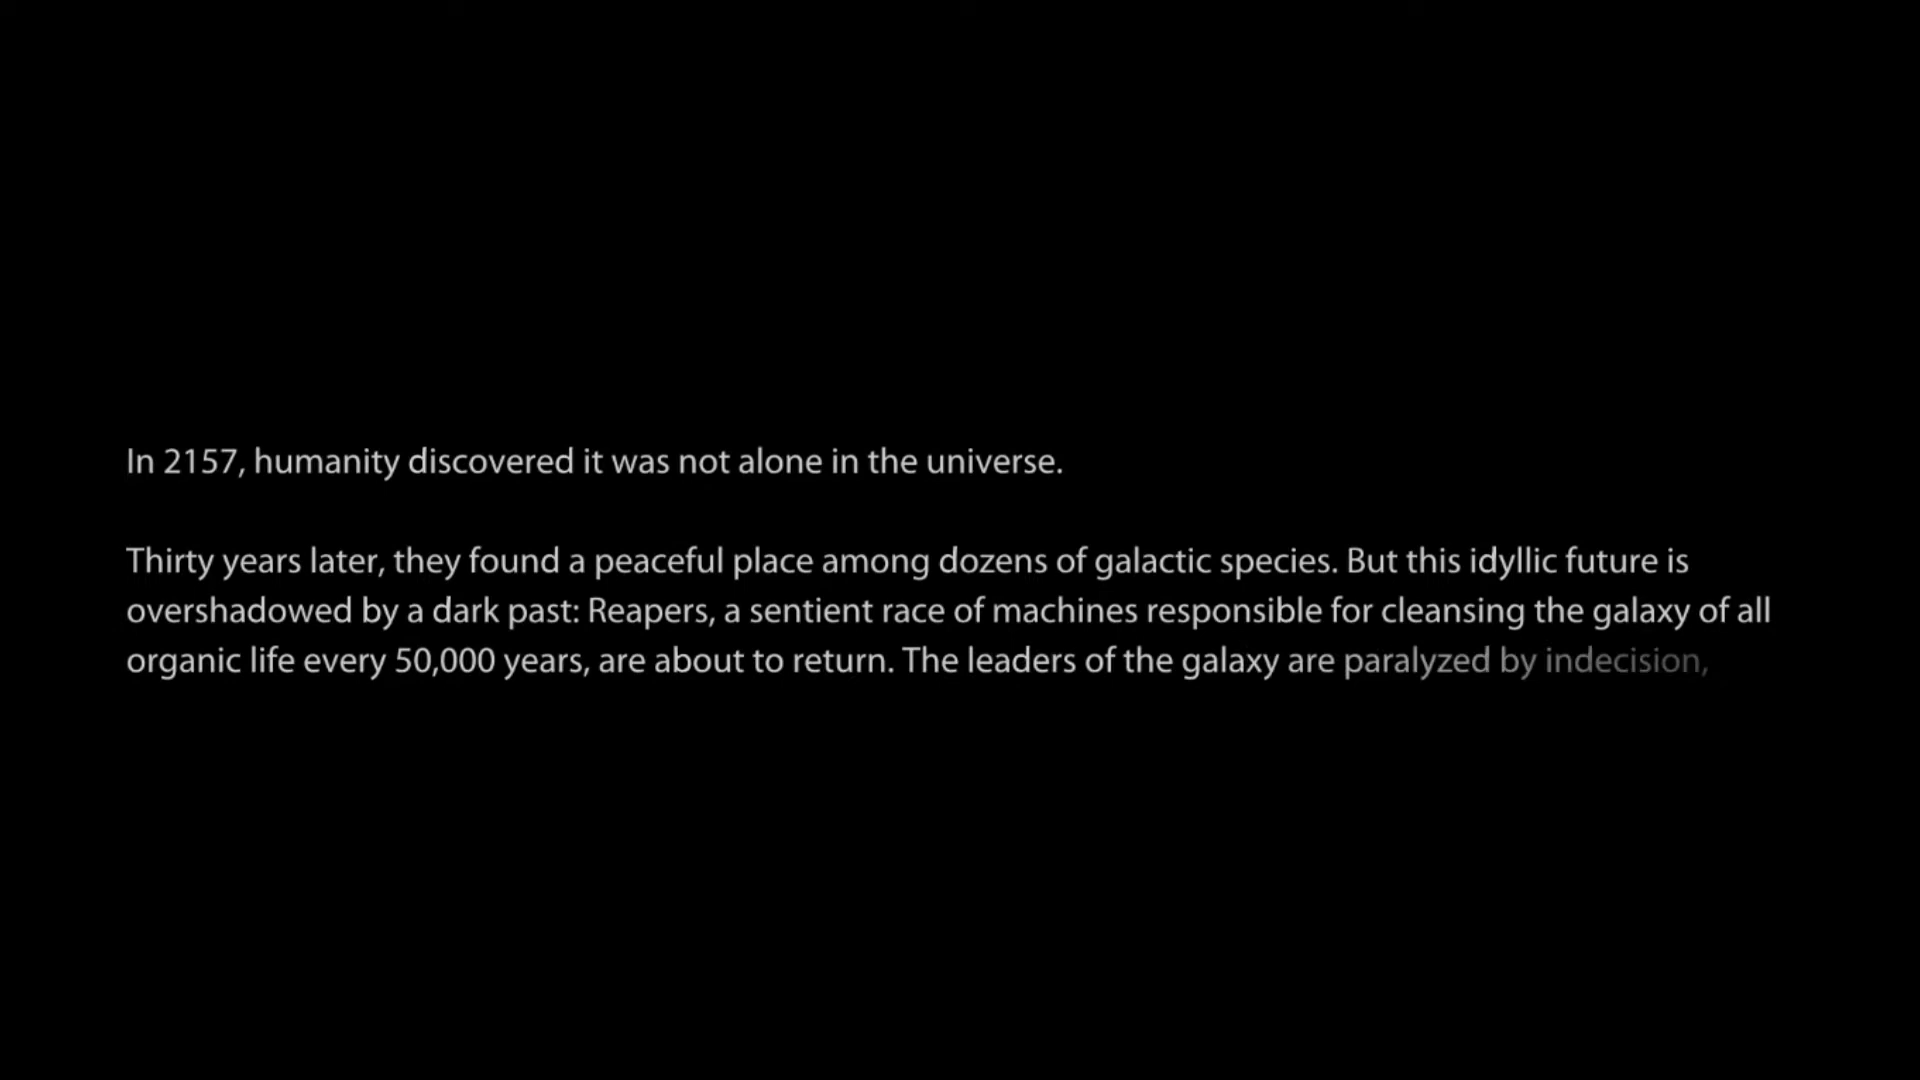 In 2157, humanity discovered it was not alone in the universe.
Thirty years later, they found a peaceful place among dozens of galactic species. But this idyllic future is
overshadowed by a dark past: Reapers, a sentient race of machines responsible for cleansing the galaxy of all
organic life every 50,000 years, are about to return. The leaders of the galaxy are paralyzed by indecision,